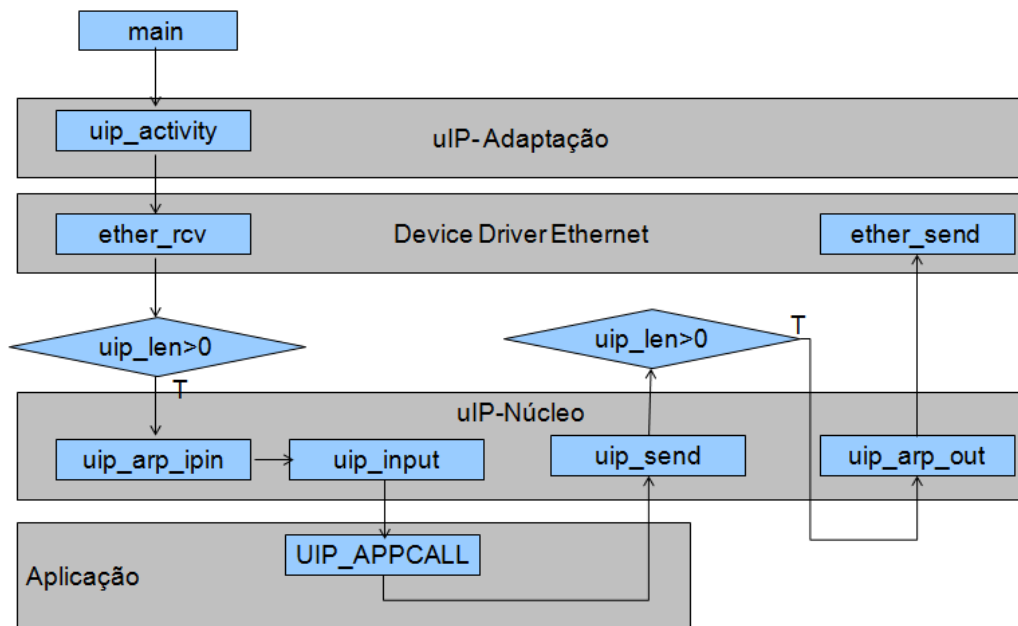 main
uip_activity
uIP-Adaptação
ether_rcv
Device Driver Ethernet
ether_send
uip_len>0
T
uip_len>0
T
uIP-Núcleo
uip_arp_ipin
uip_input
uip_send
uip_arp_out
UIP_APPCALL
Aplicação